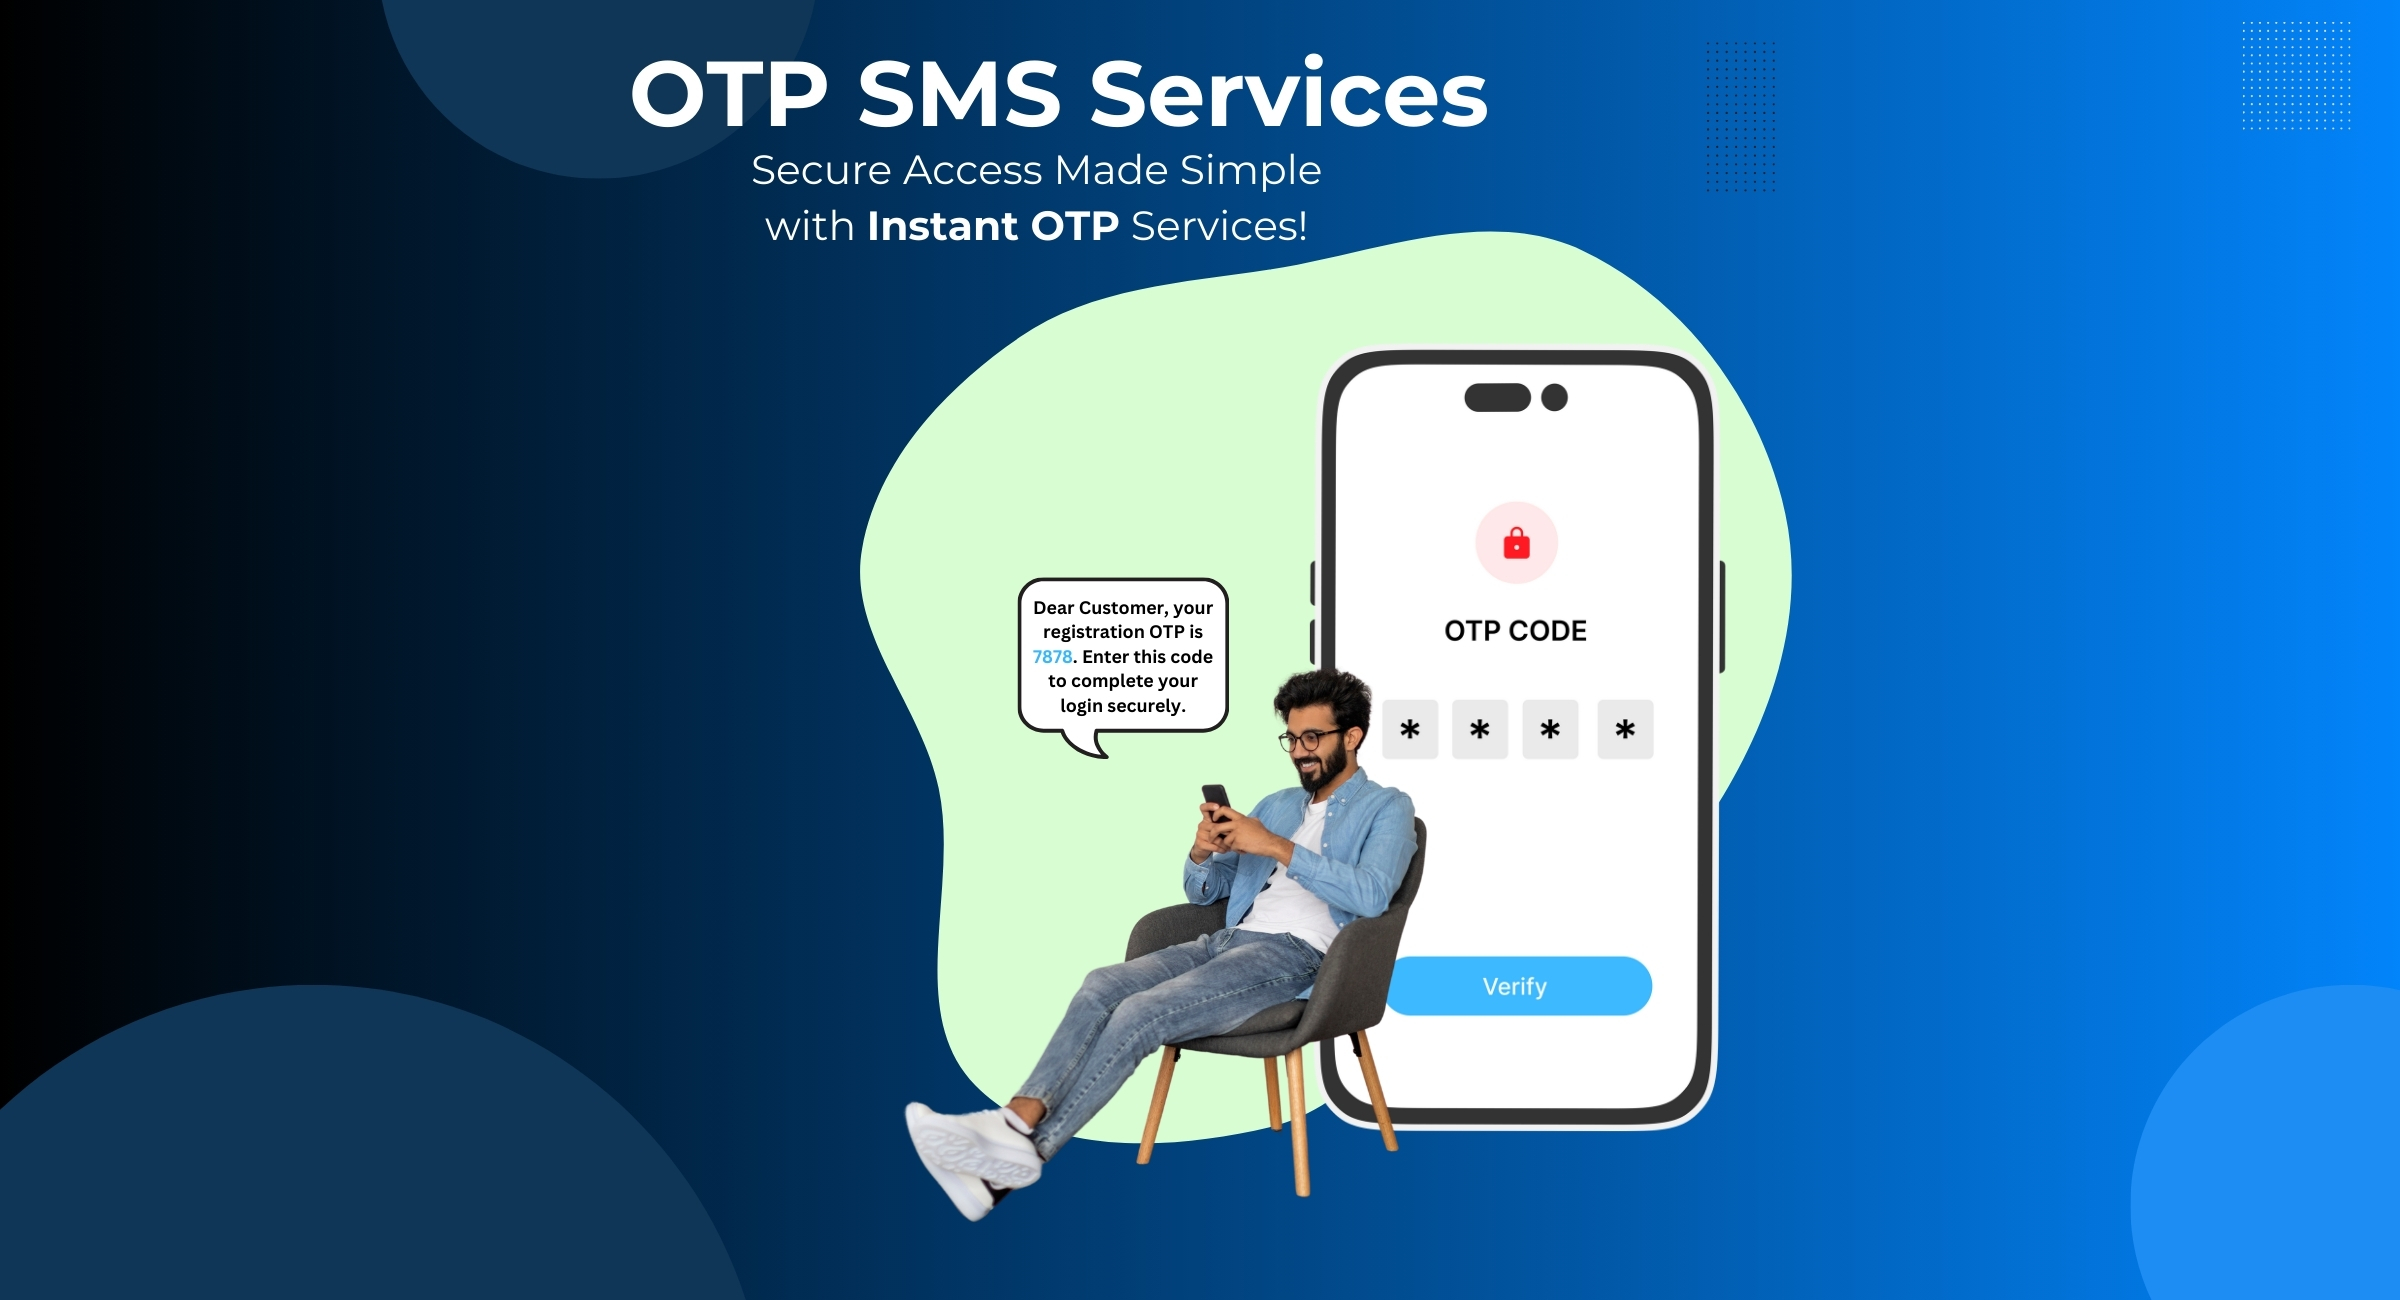 OTP SMS Services
Secure Access Made Simple
with Instant OTP Services!
Dear Customer, your
registration OTP is
7878. Enter this code
to complete your
login securely.
OTP CODE
* * * *
Verify